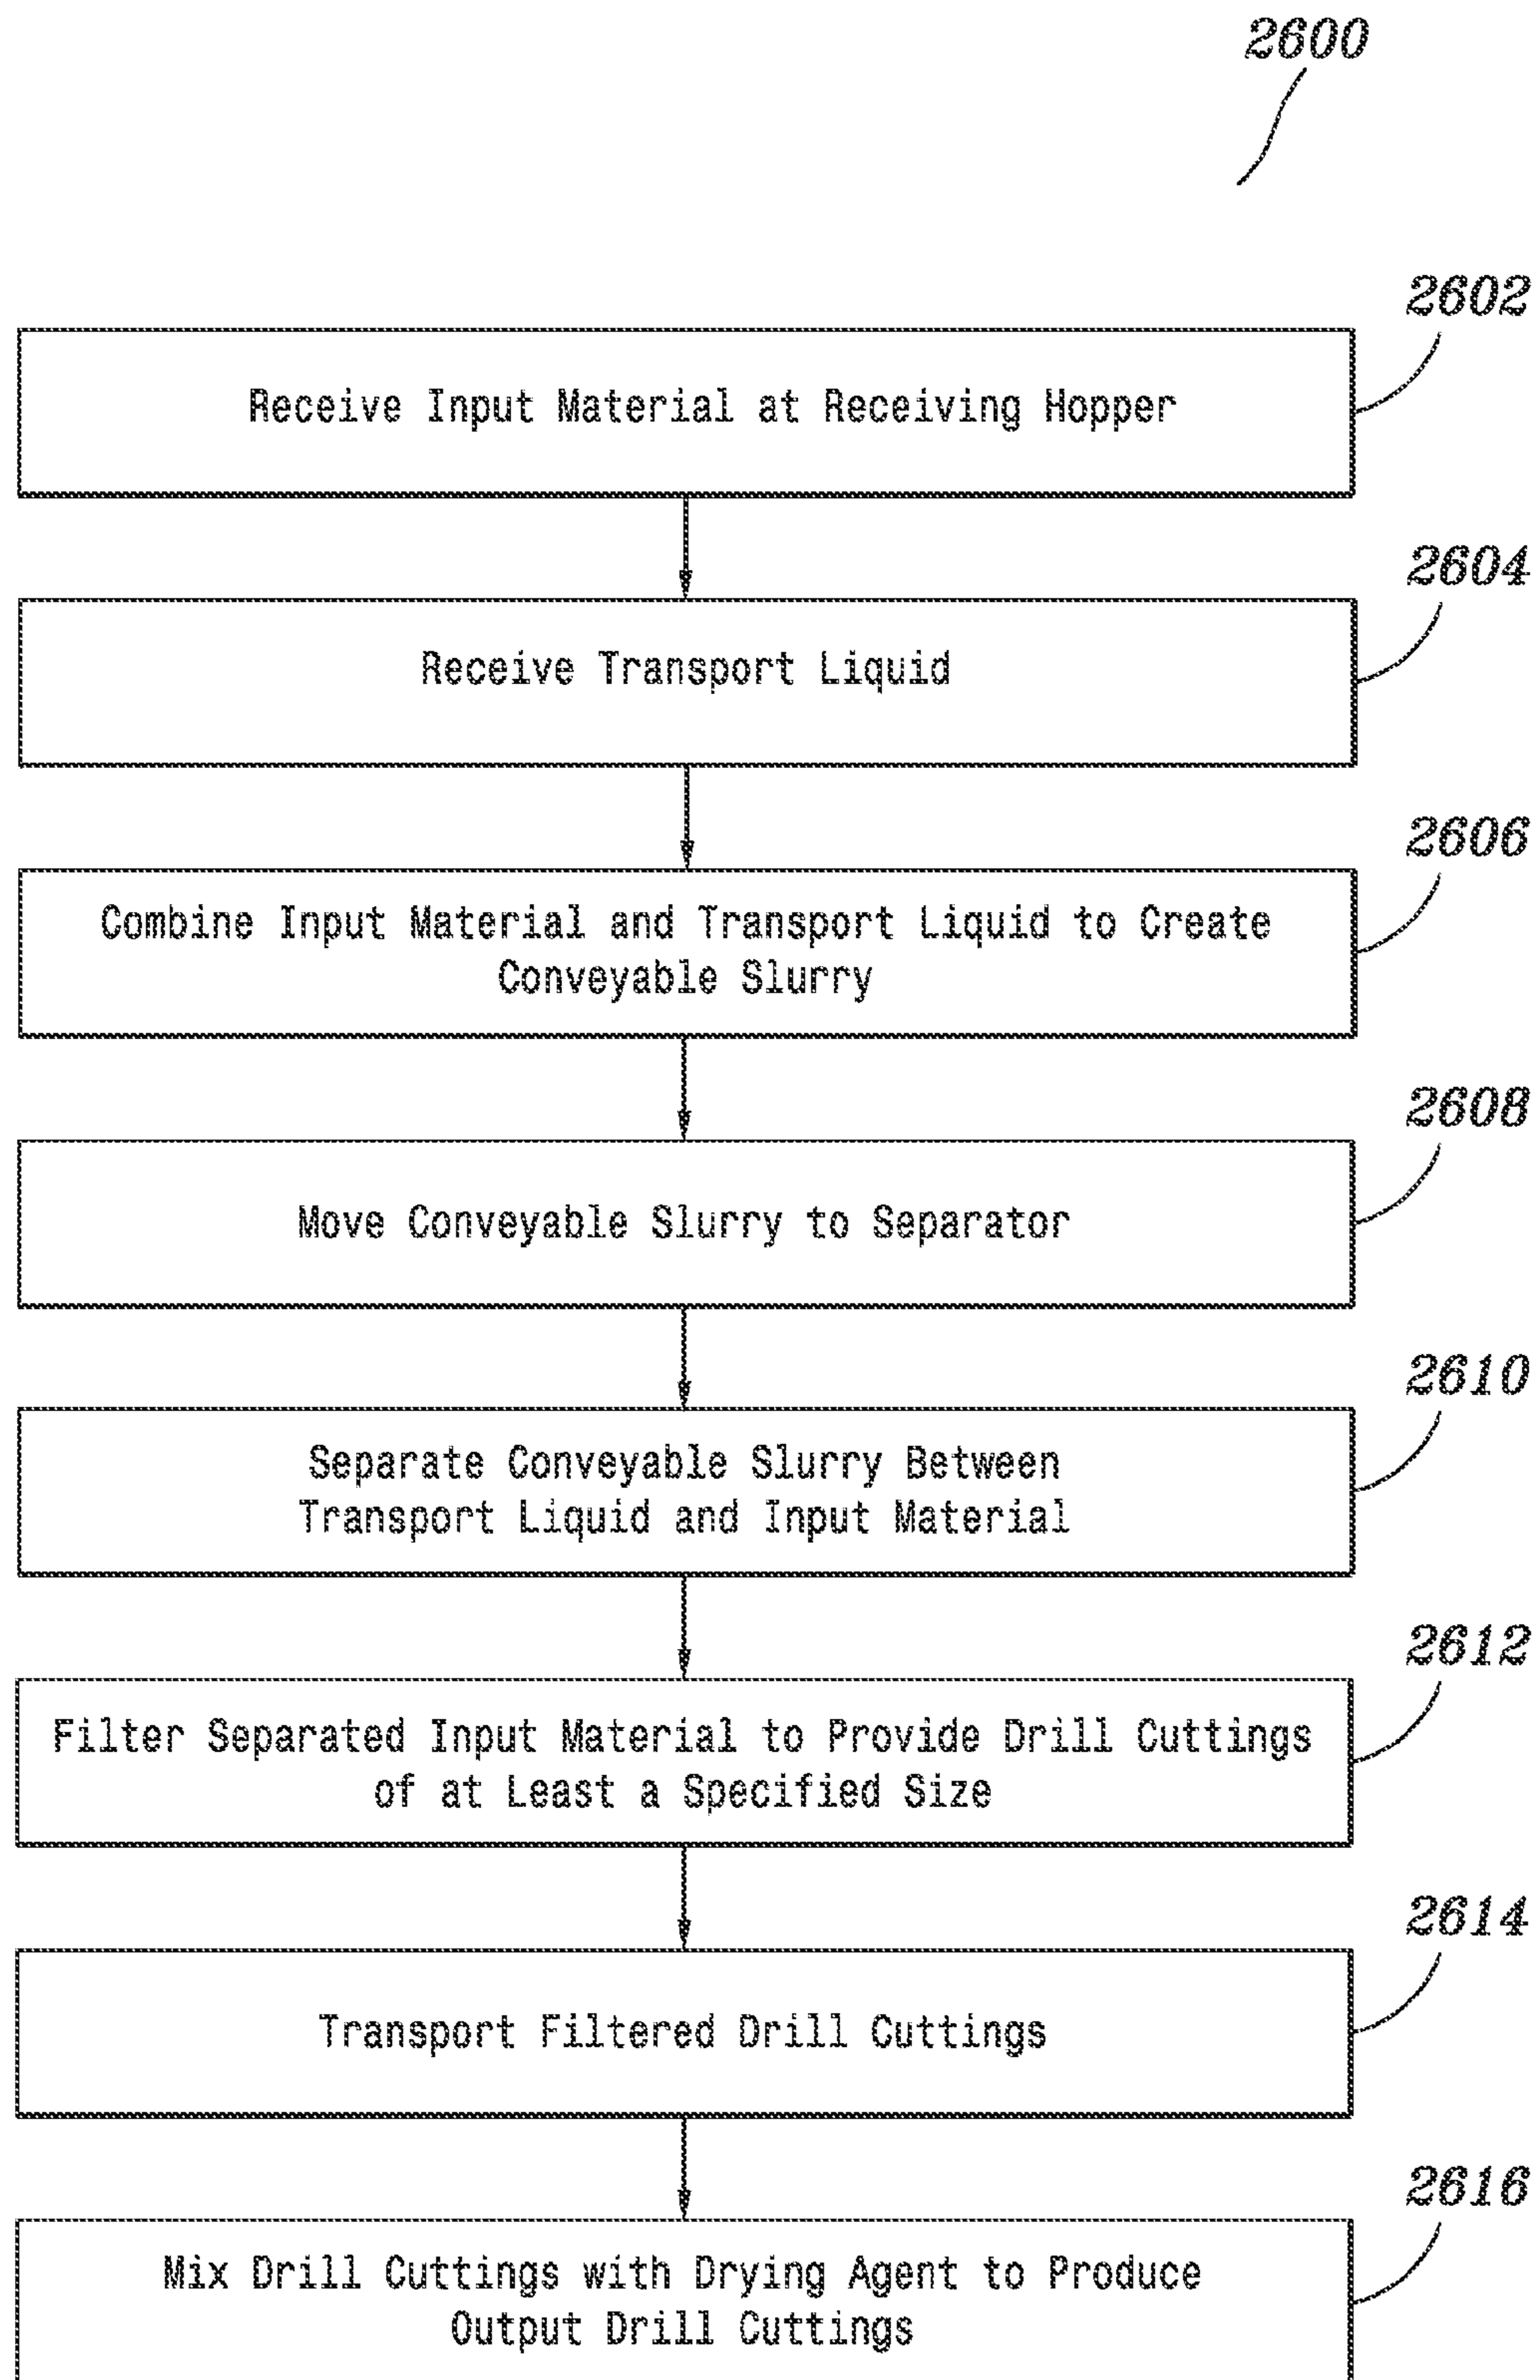 2600
2602
Receive Input Material at Receiving Hopper
2604
Receive Transport Liquid
2606
Combine Input Material and Transport Liquid to Create
Conveyable Slurry
2608
Move Conveyable Slurry to Separator
2610
Separate Conveyable Slurry Between
Transport Liquid and Input Material
2612
Filter Separated Input Material to Provide Drill Cuttings
of at Least a Specified Size
2614
Transport Filtered Drill Cuttings
2616
Mix Drill Cuttings with Drying Agent to Produce
Output Drill Cuttings